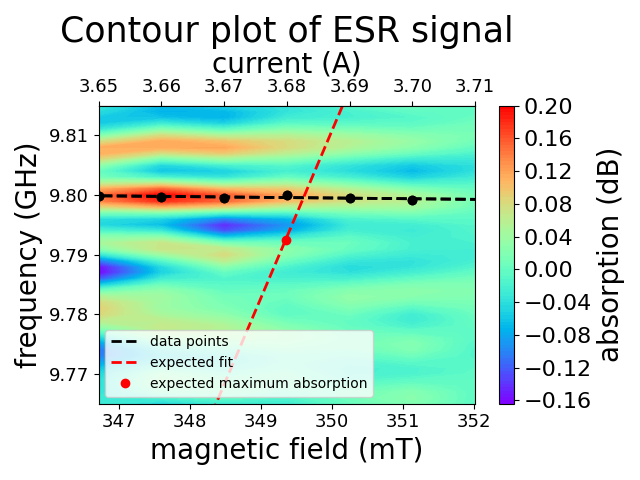 Contour plot of ESR signal
current (A)
3.65 3.66 3.67 3.68 3.69 3.70 3.71
frequency (GHz)
9.81
9.80
9.79
9.78
9.77
data points
expected fit
expected maximum absorption
347 348 349 350 351 352
magnetic field (mT)
0.20
0.16
0.12
0.08
0.04
0.00
−0.04
−0.08
−0.12
−0.16
absorption (dB)